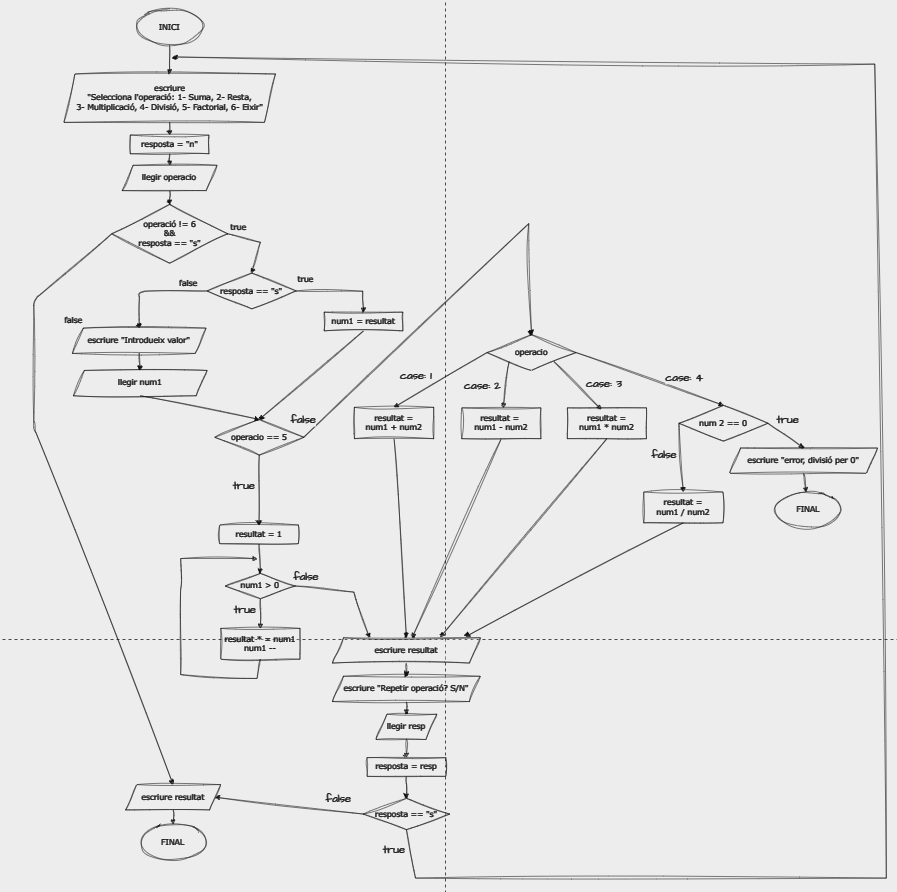 INICI
escriure
"Selecciona l'operació: 1- Suma, 2- Resta,
3- Multiplicació, 4- Divisió, 5- Factorial, 6- Eixir"
resposta = "n"
llegir operacio
operació != 6
&&
resposta == "s"
true
false
resposta == "s"
false
true
escriure "Introdueix valor"
num1 = resultat
llegir num1
operacio == 5
false
true
operacio
case: 1
case: 2
case: 3
case: 4
resultat =
num1 + num2
resultat =
num1 - num2
resultat =
num1 * num2
num 2 == 0
true
false
escriure "error, divisió per 0"
FINAL
resultat =
num1 / num2
resultat = 1
num1 > 0
false
true
resultat * = num1
num1 --
escriure resultat
escriure "Repetir operació? S/N"
llegir resp
resposta = resp
resposta == "s"
false
true
escriure resultat
FINAL